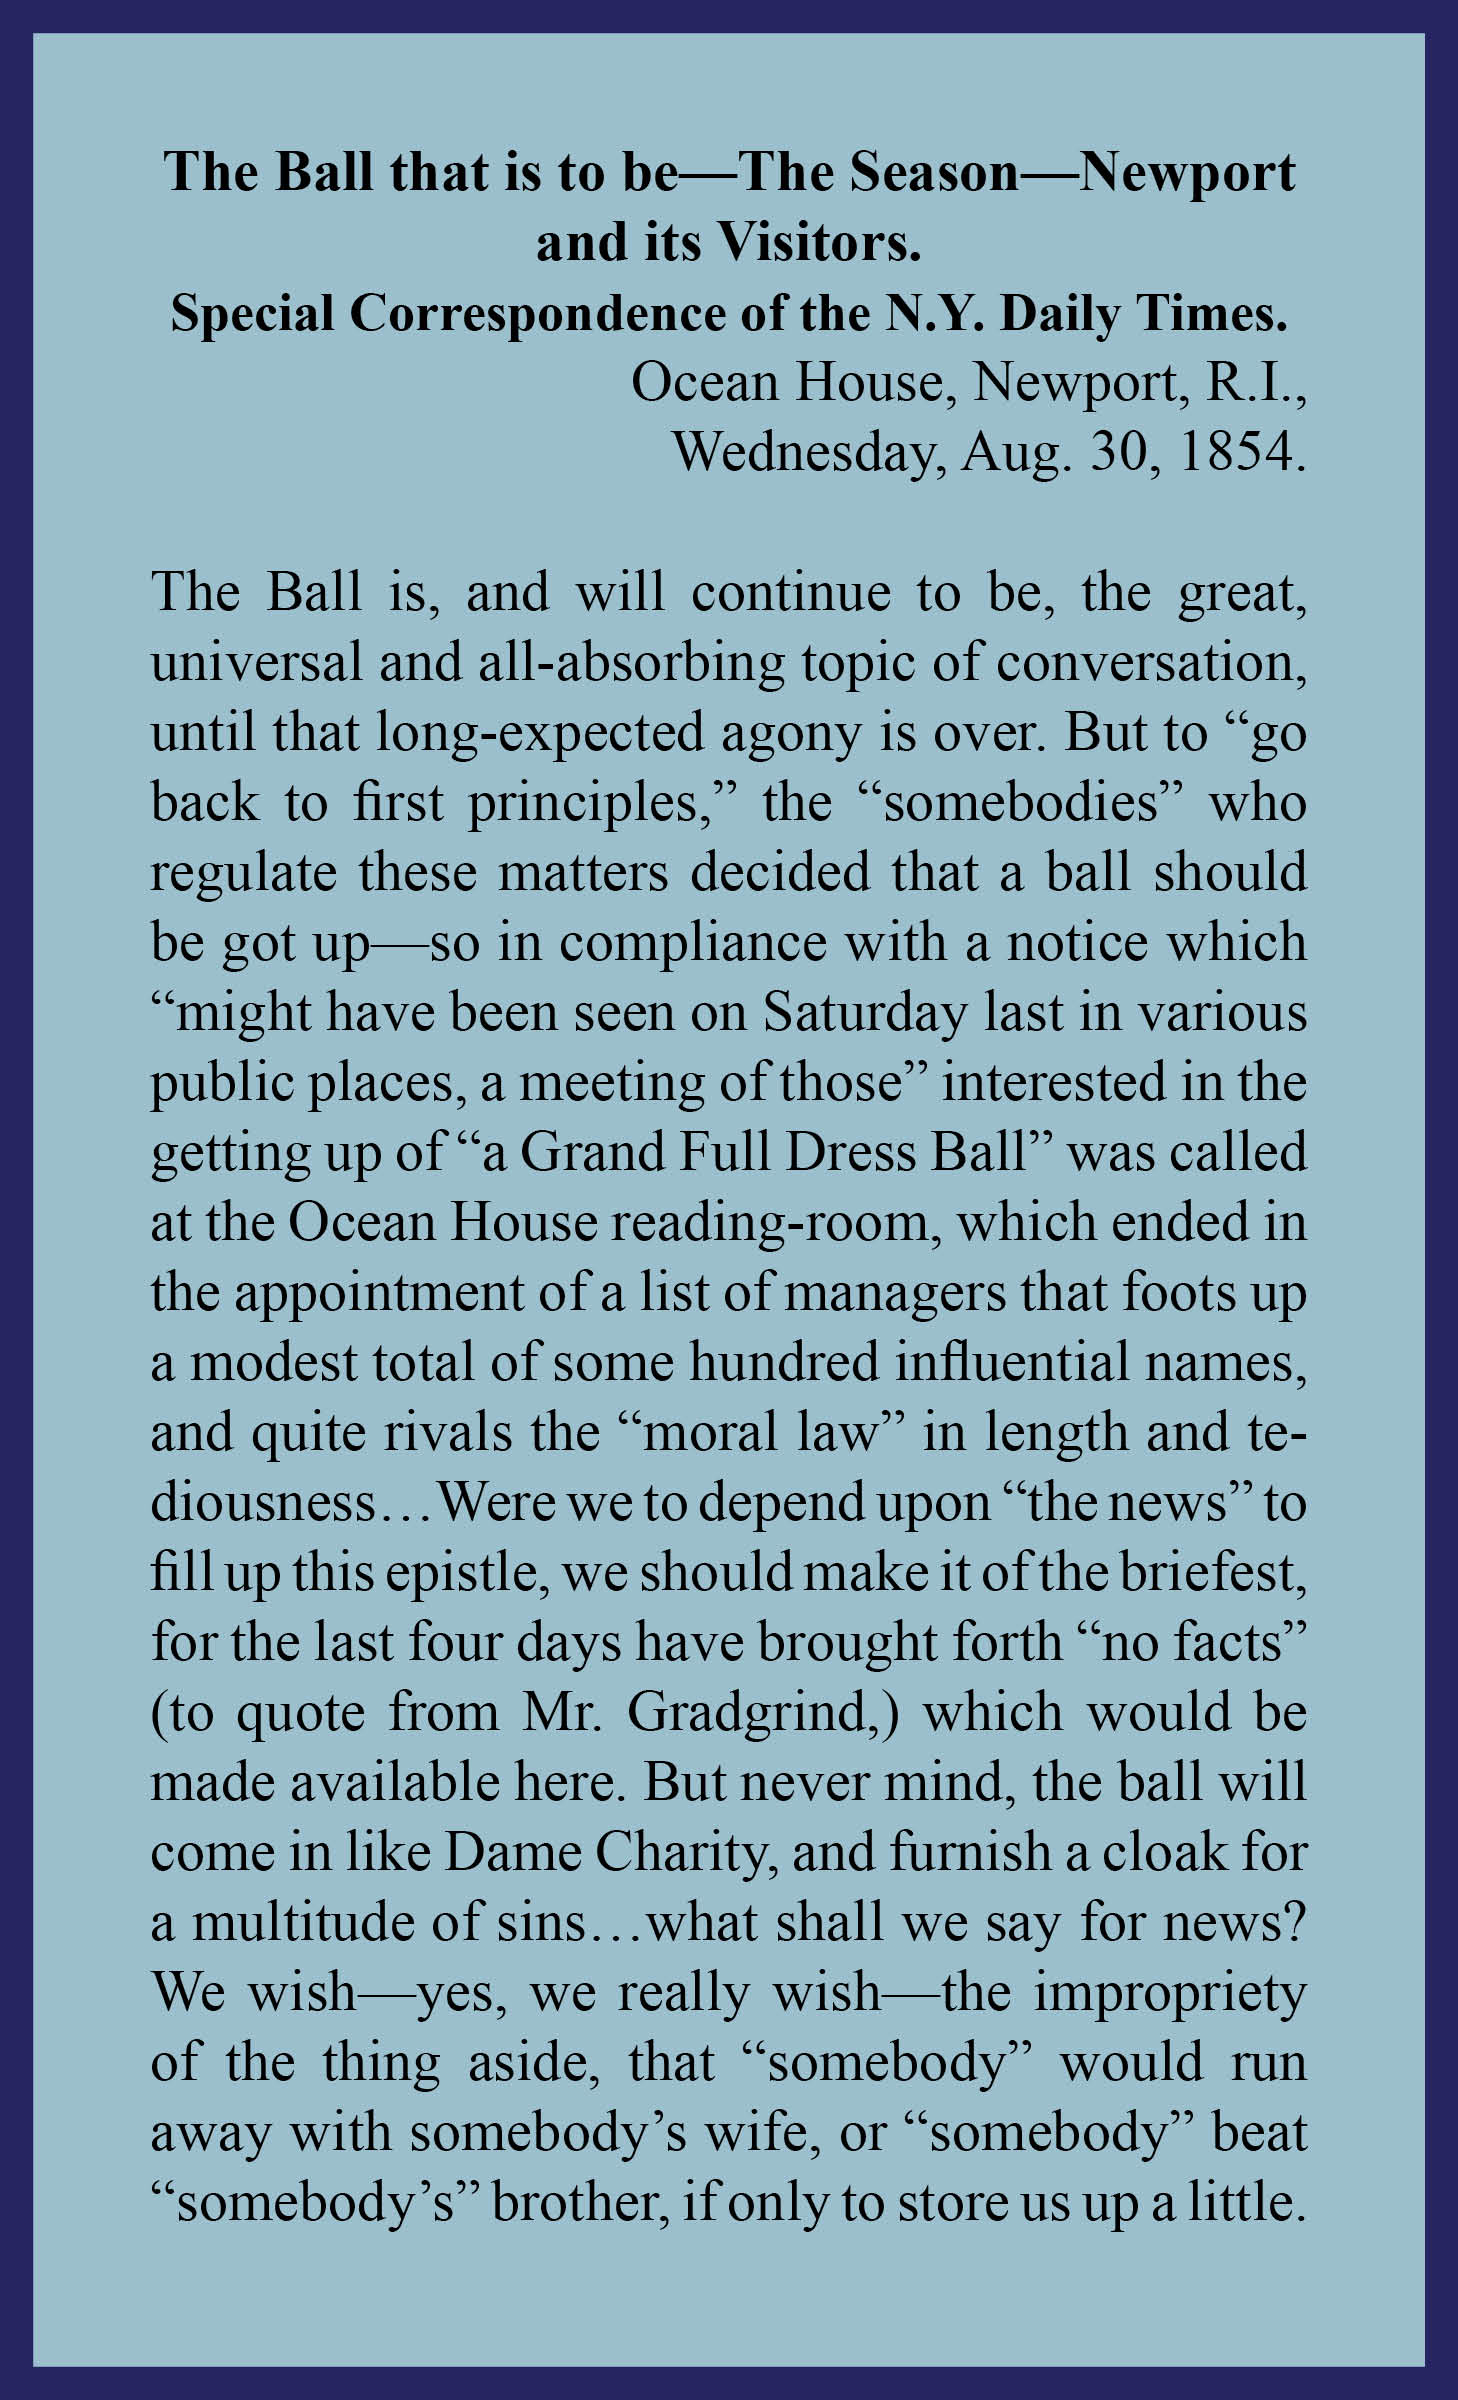 The Ball that is to be—The Season—Newport
and its Visitors.
Special Correspondence of the N.Y. Daily Times.
Ocean House, Newport, R.I.,
Wednesday, Aug. 30, 1854.
The Ball is, and will continue to be, the great,
universal and all-absorbing topic of conversation,
until that long-expected agony is over. But to “go
back to first principles,” the “somebodies” who
regulate these matters decided that a ball should
be got up—so in compliance with a notice which
“might have been seen on Saturday last in various
public places, a meeting of those” interested in the
getting up of “a Grand Full Dress Ball” was called
at the Ocean House reading-room, which ended in
the appointment of a list of managers that foots up
a modest total of some hundred influential names,
and quite rivals the “moral law” in length and te-
diousness…Were we to depend upon “the news” to
fill up this epistle, we should make it of the briefest,
for the last four days have brought forth “no facts”
(to quote from Mr. Gradgrind,) which would be
made available here. But never mind, the ball will
come in like Dame Charity, and furnish a cloak for
a multitude of sins…what shall we say for news?
We wish—yes, we really wish—the impropriety
of the thing aside, that “somebody” would run
away with somebody’s wife, or “somebody” beat
“somebody’s” brother, if only to store us up a little.